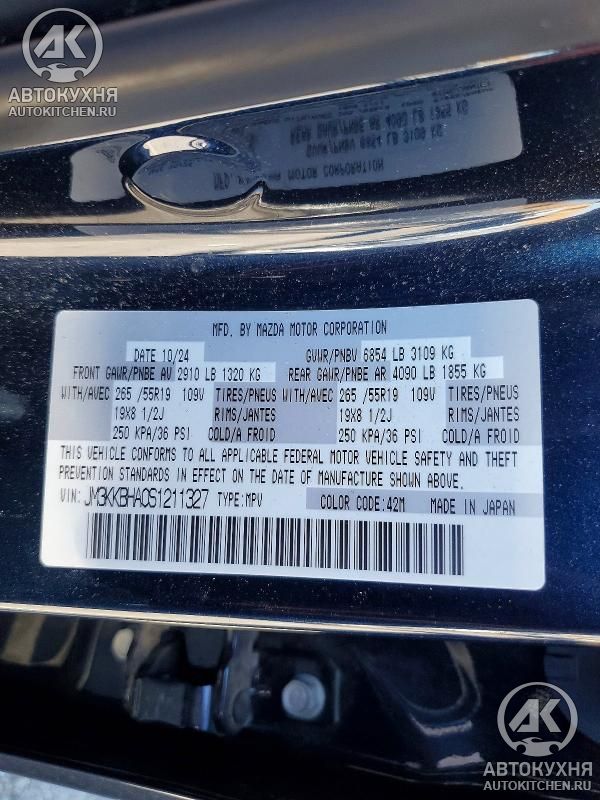 АК
АВТОКУХНЯ
AUTOKITCHEN.RU
MFD. BY MAZDA MOTOR CORPORATION
DATE 10/24 GVWR/PNBV 6854 LB 3109 KG
FRONT GAWR/PNBE AV 2910 LB 1320 KG REAR GAWR/PNBE AR 4090 LB 1855 KG
WITH/AVEC 265 /55R19 109V TIRES/PNEUS WITH/AVEC 265 /55R19 109V TIRES/PNEUS
19X8 1/2J RIMS/JANTES 19X8 1/2J RIMS/JANTES
250 KPA/36 PSI COLD/A FROID 250 KPA/36 PSI COLD/A FROID
THIS VEHICLE CONFORMS TO ALL APPLICABLE FEDERAL MOTOR VEHICLE SAFETY AND THEFT
PREVENTION STANDARDS IN EFFECT ON THE DATE OF MANUFACTURE SHOWN ABOVE.
VIN: JM3KKBHA0S1211327 TYPE:MPV COLOR CODE:42M MADE IN JAPAN
АК
АВТОКУХНЯ
AUTOKITCHEN.RU